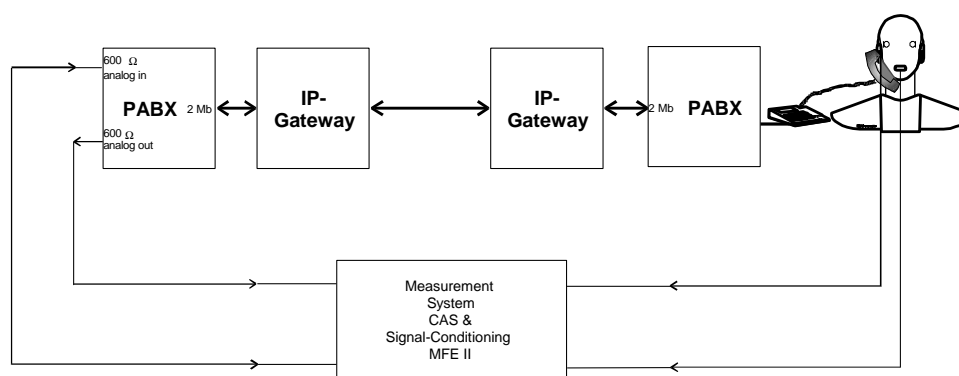 600 Ω
analog in
PABX
2 Mb
600 Ω
analog out
IP-
Gateway
IP-
Gateway
2 Mb
PABX
Measurement
System
CAS &
Signal-Conditioning
MFE II